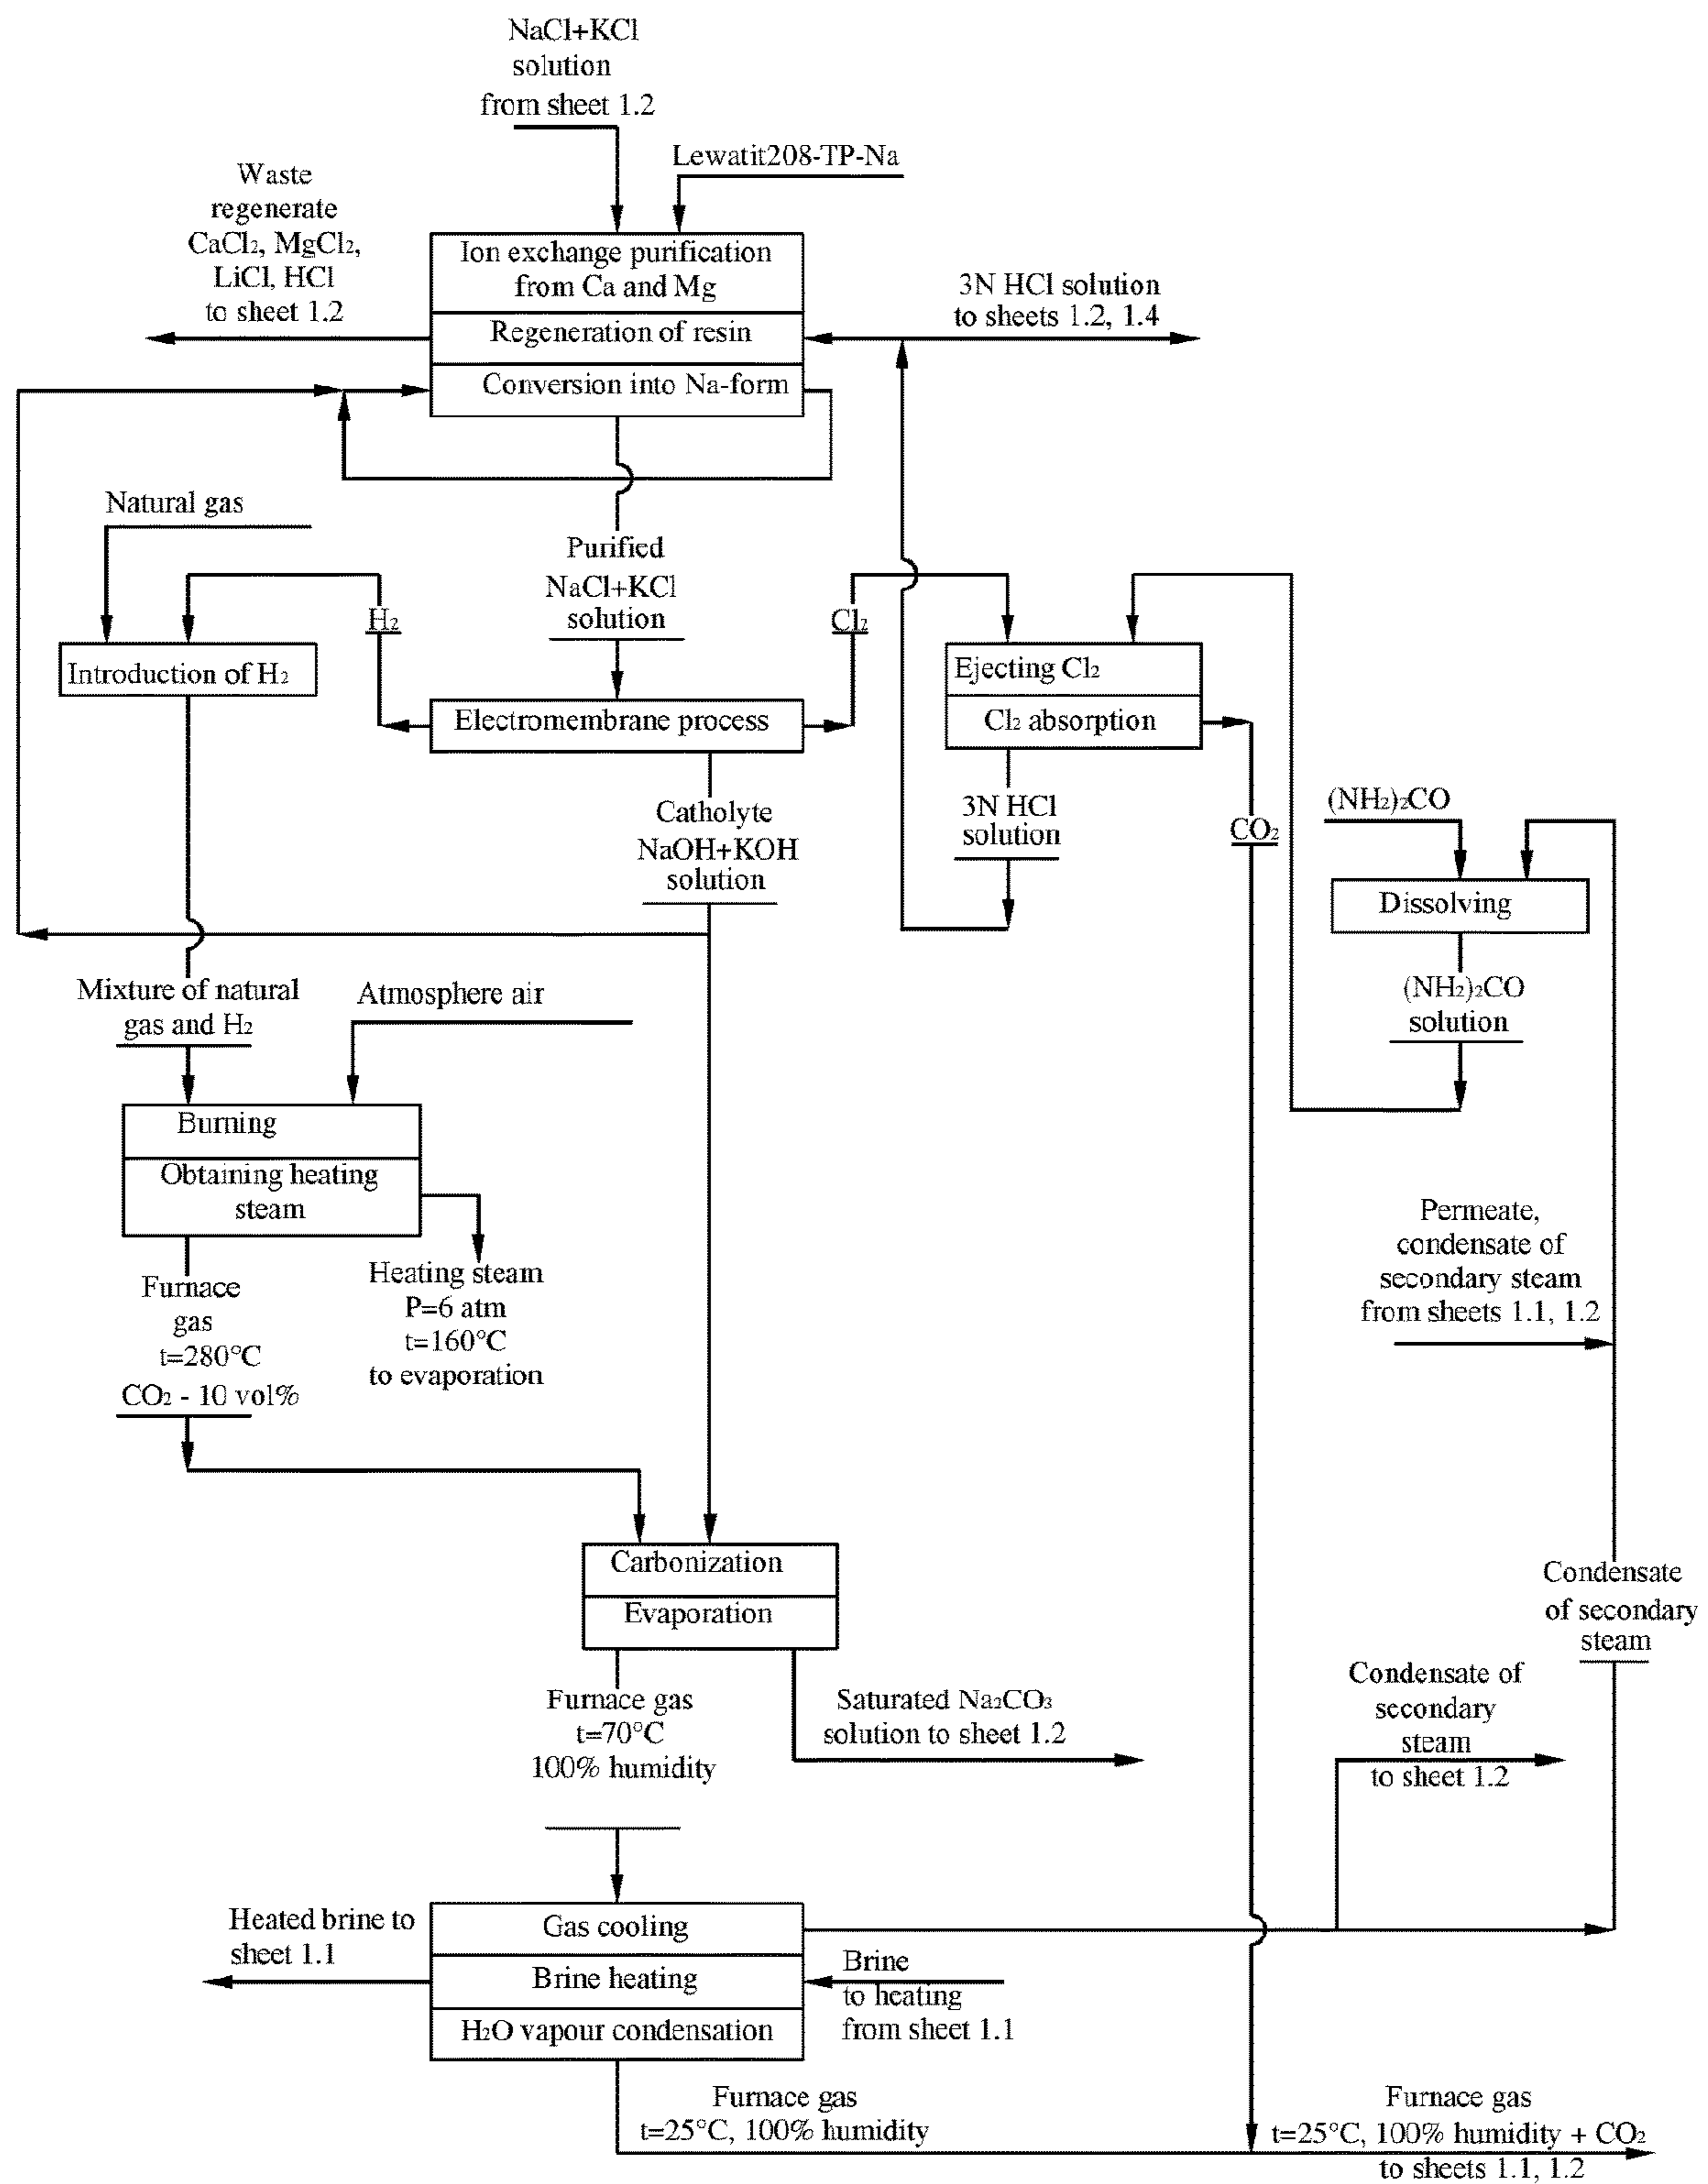 NaCl+KCl
solution
from sheet 1.2
Lewatit208-TP-Na
Waste
regenerate
CaCl₂, MgCl₂,
LiCl, HCl
to sheet 1.2
Ion exchange purification
from Ca and Mg
Regeneration of resin
Conversion into Na-form
3N HCl solution
to sheets 1.2, 1.4
Natural gas
H₂
Purified
NaCl+KCl
solution
Cl₂
Introduction of H₂
Electromembrane process
Ejecting Cl₂
Cl₂ absorption
Catholyte
NaOH+KOH
solution
3N HCl
solution
CO₂
(NH₂)₂CO
Dissolving
(NH₂)₂CO
solution
Mixture of natural
gas and H₂
Atmosphere air
Burning
Obtaining heating
steam
Furnace
gas
t=280°C
CO₂ - 10 vol%
Heating steam
P=6 atm
t=160°C
to evaporation
Permeate,
condensate of
secondary steam
from sheets 1.1, 1.2
Carbonization
Evaporation
Condensate
of secondary
steam
Furnace gas
t=70°C
100% humidity
Saturated Na₂CO₃
solution to sheet 1.2
Condensate of
secondary
steam
to sheet 1.2
Heated brine to
sheet 1.1
Gas cooling
Brine heating
H₂O vapour condensation
Brine
to heating
from sheet 1.1
Furnace gas
t=25°C, 100% humidity
Furnace gas
t=25°C, 100% humidity + CO₂
to sheets 1.1, 1.2